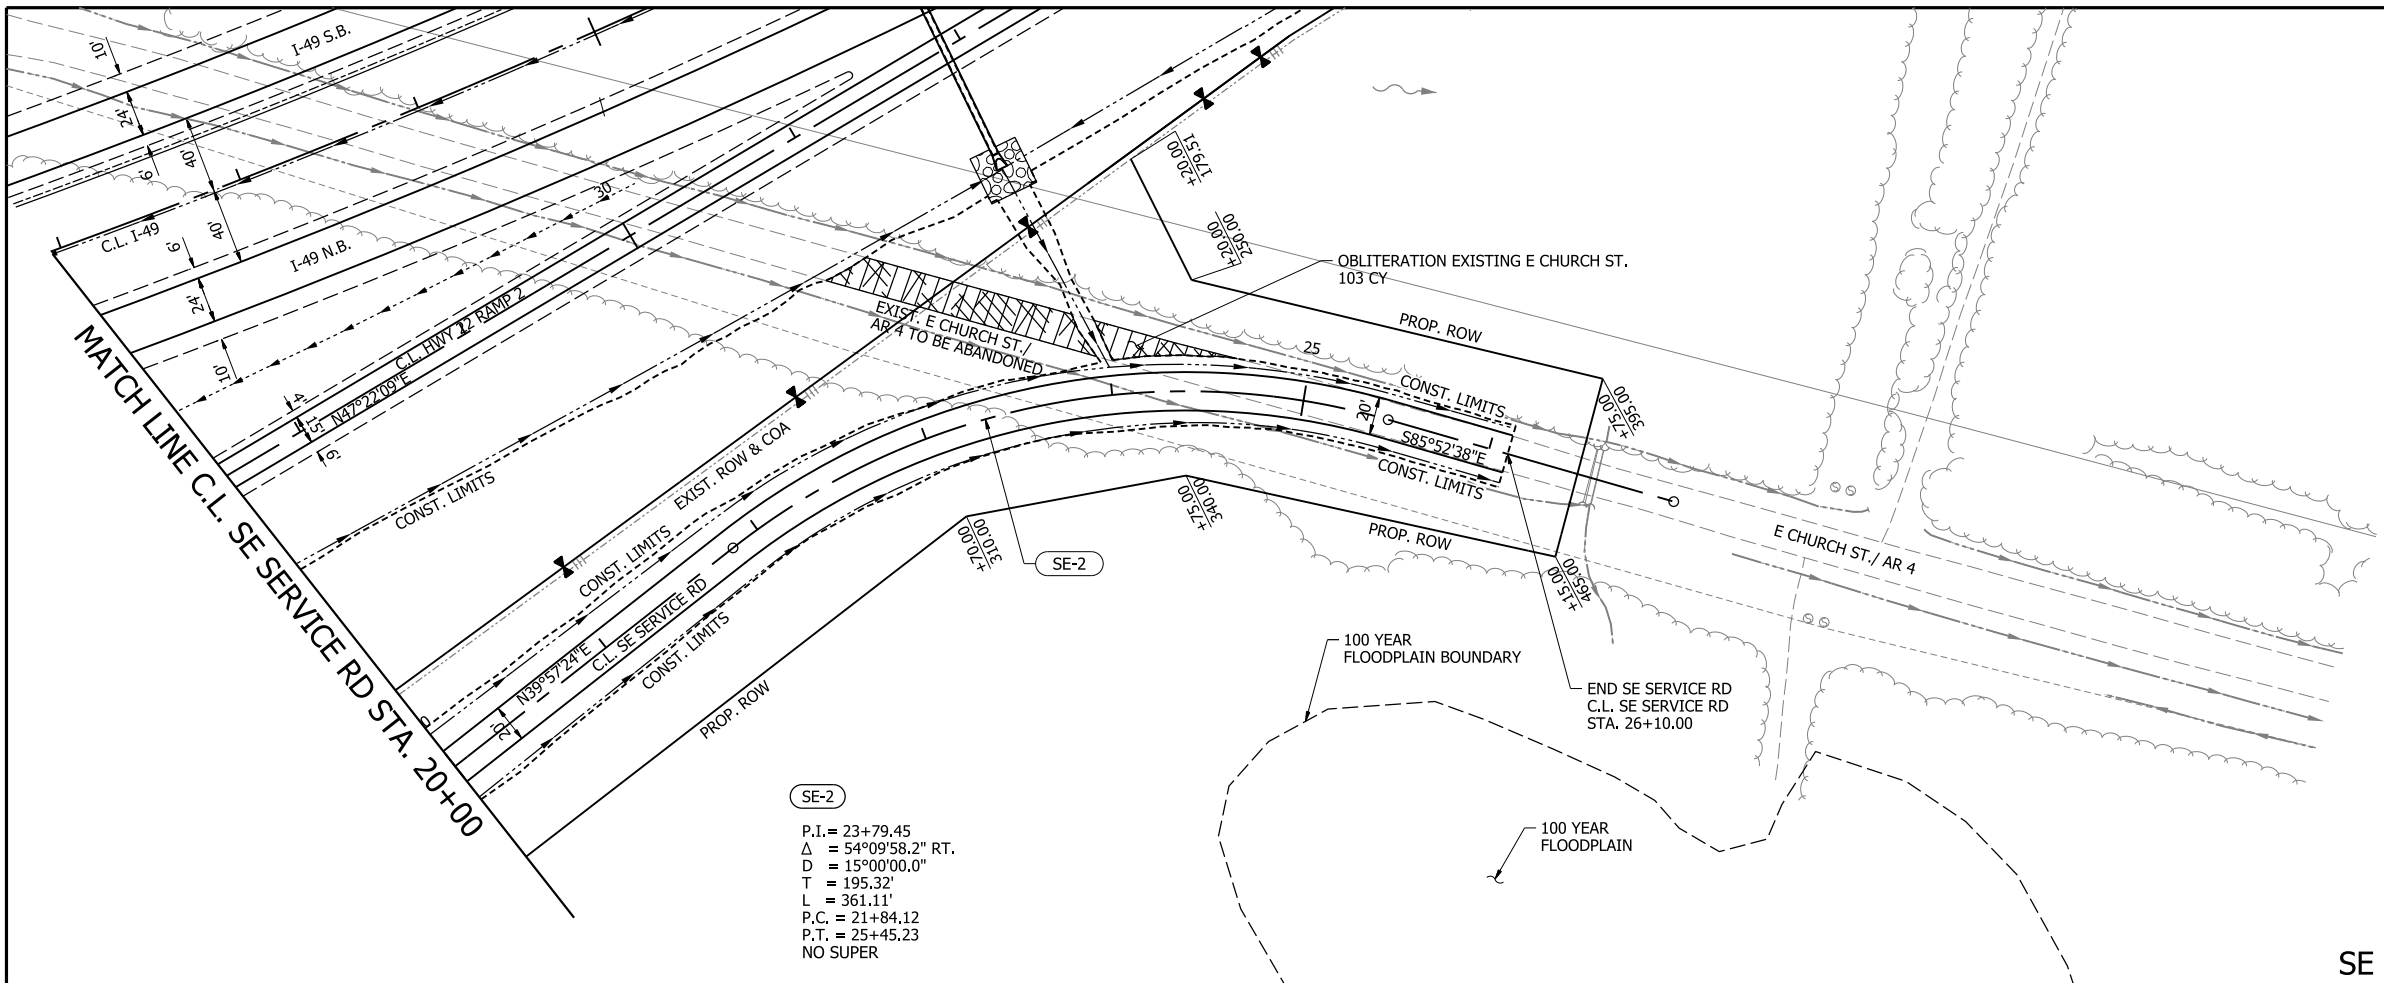 I-49 S.B.
10'
24'
6'
40'
40'
6'
C.L. I-49
I-49 N.B.
24'
10'
30
C.L. HWY 22 RAMP 2
N47°22'09"E
4'
15'
6'
MATCH LINE C.L. SE SERVICE RD STA. 20+00
CONST. LIMITS
EXIST. ROW & COA
CONST. LIMITS
N39°57'24"E
C.L. SE SERVICE RD
20'
CONST. LIMITS
PROP. ROW
EXIST. E CHURCH ST./
AR 4 TO BE ABANDONED
+20.00
179.51
+20.00
250.00
OBLITERATION EXISTING E CHURCH ST.
103 CY
PROP. ROW
25
CONST. LIMITS
20'
S85°52'38"E
CONST. LIMITS
+75.00
395.00
+70.00
310.00
+75.00
340.00
PROP. ROW
+15.00
465.00
SE-2
E CHURCH ST./ AR 4
100 YEAR
FLOODPLAIN BOUNDARY
END SE SERVICE RD
C.L. SE SERVICE RD
STA. 26+10.00
100 YEAR
FLOODPLAIN
SE-2
P.I.= 23+79.45
Δ = 54°09'58.2" RT.
D = 15°00'00.0"
T = 195.32'
L = 361.11'
P.C. = 21+84.12
P.T. = 25+45.23
NO SUPER
SE